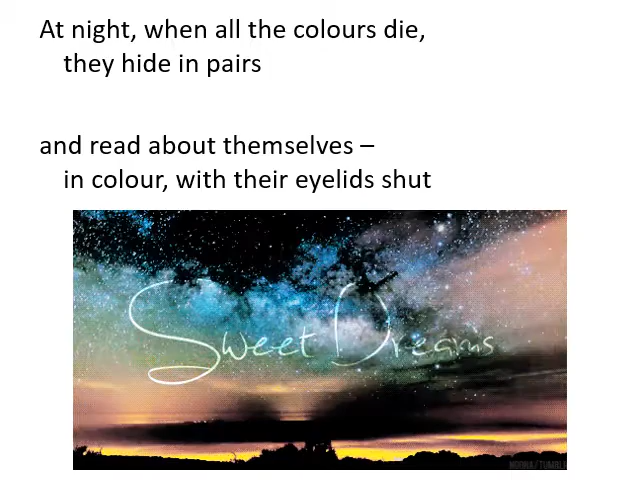 At night, when all the colours die,
they hide in pairs
and read about themselves –
in colour, with their eyelids shut
Sweet Dreams